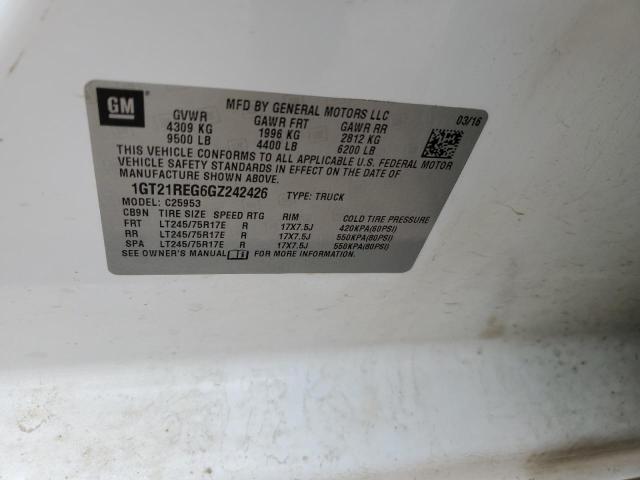 GM
MFD BY GENERAL MOTORS LLC
03/16
GVWR GAWR FRT GAWR RR
4309 KG 1996 KG 2812 KG
9500 LB 4400 LB 6200 LB
THIS VEHICLE CONFORMS TO ALL APPLICABLE U.S. FEDERAL MOTOR
VEHICLE SAFETY STANDARDS IN EFFECT ON THE DATE OF
MANUFACTURE SHOWN ABOVE.
1GT21REG6GZ242426 TYPE: TRUCK
MODEL: C25953
CB9N TIRE SIZE SPEED RTG RIM COLD TIRE PRESSURE
FRT LT245/75R17E R 17X7.5J 420KPA(60PSI)
RR LT245/75R17E R 17X7.5J 550KPA(80PSI)
SPA LT245/75R17E R 17X7.5J 550KPA(80PSI)
SEE OWNER'S MANUAL FOR MORE INFORMATION.